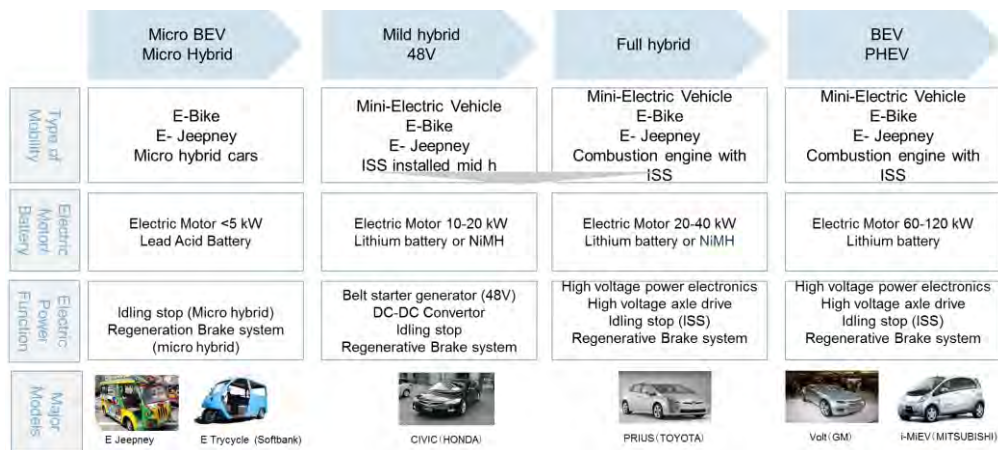 Micro BEV
Micro Hybrid
Mild hybrid
48V
Full hybrid
BEV
PHEV
Type of
Mobility
E-Bike
E- Jeepney
Micro hybrid cars
Mini-Electric Vehicle
E-Bike
E- Jeepney
ISS installed mid h
Mini-Electric Vehicle
E-Bike
E- Jeepney
Combustion engine with
ISS
Mini-Electric Vehicle
E-Bike
E- Jeepney
Combustion engine with
ISS
Electric
Motor/
Battery
Electric Motor <5 kW
Lead Acid Battery
Electric Motor 10-20 kW
Lithium battery or NiMH
Electric Motor 20-40 kW
Lithium battery or NiMH
Electric Motor 60-120 kW
Lithium battery
Electric
Power
Function
Idling stop (Micro hybrid)
Regeneration Brake system
(micro hybrid)
Belt starter generator (48V)
DC-DC Convertor
Idling stop
Regenerative Brake system
High voltage power electronics
High voltage axle drive
Idling stop (ISS)
Regenerative Brake system
High voltage power electronics
High voltage axle drive
Idling stop (ISS)
Regenerative Brake system
Major
Models
E Jeepney
E Trycycle (Softbank)
CIVIC(HONDA)
PRIUS(TOYOTA)
Volt(GM)
i-MiEV(MITSUBISHI)